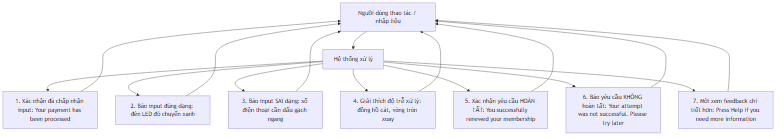 Người dùng thao tác /
nhập liệu
Hệ thống xử lý
1. Xác nhận đã chấp nhận
input: Your payment has
been processed
2. Báo input đúng dạng:
đèn LED đỏ chuyển xanh
3. Báo input SAI dạng: số
điện thoại cần dấu gạch
ngang
4. Giải thích độ trễ xử lý:
đồng hồ cát, vòng tròn xoay
5. Xác nhận yêu cầu HOÀN
TẤT: You successfully
renewed your membership
6. Báo yêu cầu KHÔNG
hoàn tất: Your attempt
was not successful. Please
try later
7. Mời xem feedback chi
tiết hơn: Press Help if you
need more information